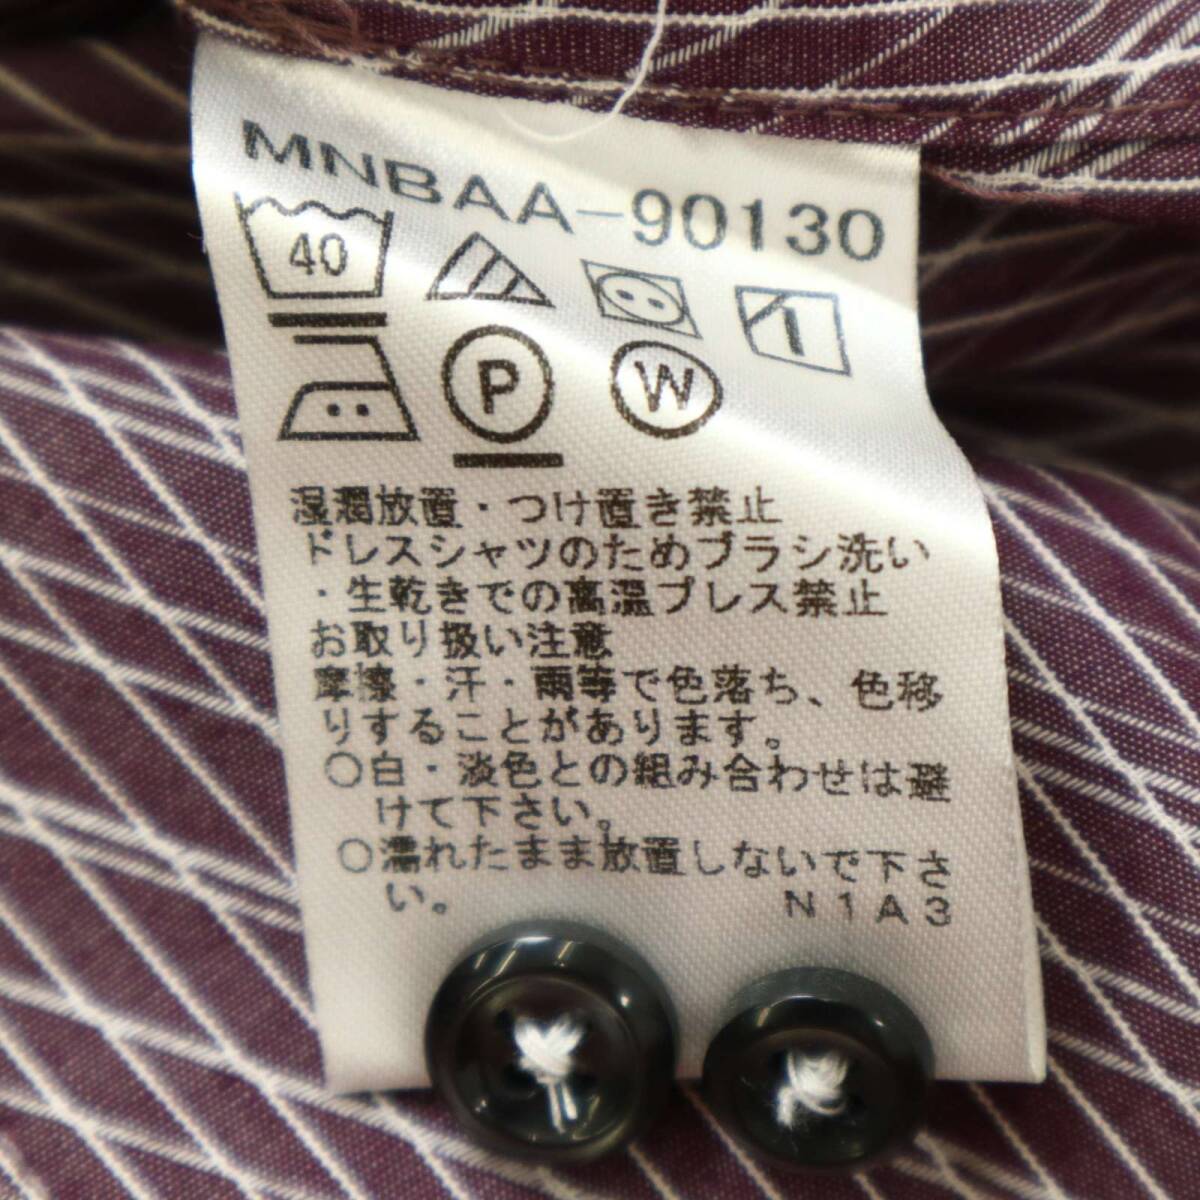 MNBAA-90130
40
P W
湿潤放置・つけ置き禁止
ドレスシャツのためブラシ洗い
・生乾きでの高温プレス禁止
お取り扱い注意
摩擦・汗・雨等で色落ち、色移
りすることがあります。
○白・淡色との組み合わせは避
けて下さい。
○濡れたまま放置しないで下さ
い。 N1A3